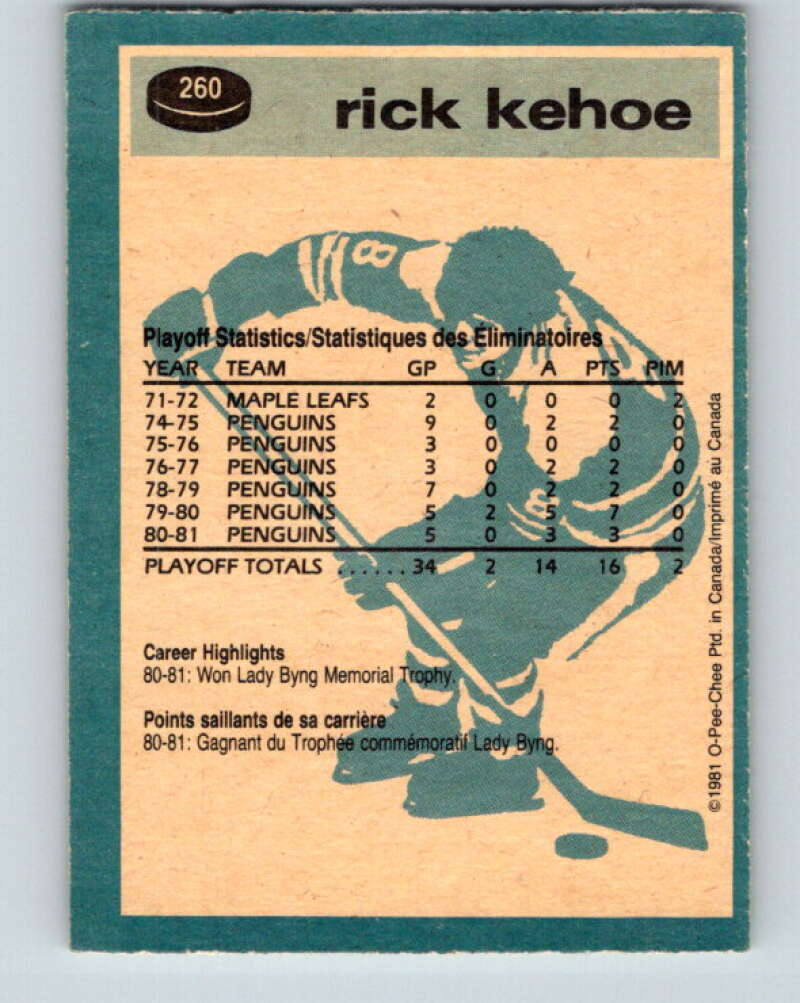 260
rick kehoe
8
Playoff Statistics/Statistiques des Éliminatoires
YEAR TEAM GP G A PTS PIM
71-72 MAPLE LEAFS 2 0 0 0 2
74-75 PENGUINS 9 0 2 2 0
75-76 PENGUINS 3 0 0 0 0
76-77 PENGUINS 3 0 2 2 0
78-79 PENGUINS 7 0 2 2 0
79-80 PENGUINS 5 2 5 7 0
80-81 PENGUINS 5 0 3 3 0
8
PLAYOFF TOTALS ...... 34 2 14 16 2
Career Highlights
80-81: Won Lady Byng Memorial Trophy.
Points saillants de sa carrière
80-81: Gagnant du Trophée commémoratif Lady Byng.
©1981 O-Pee-Chee Ptd. in Canada/Imprimé au Canada